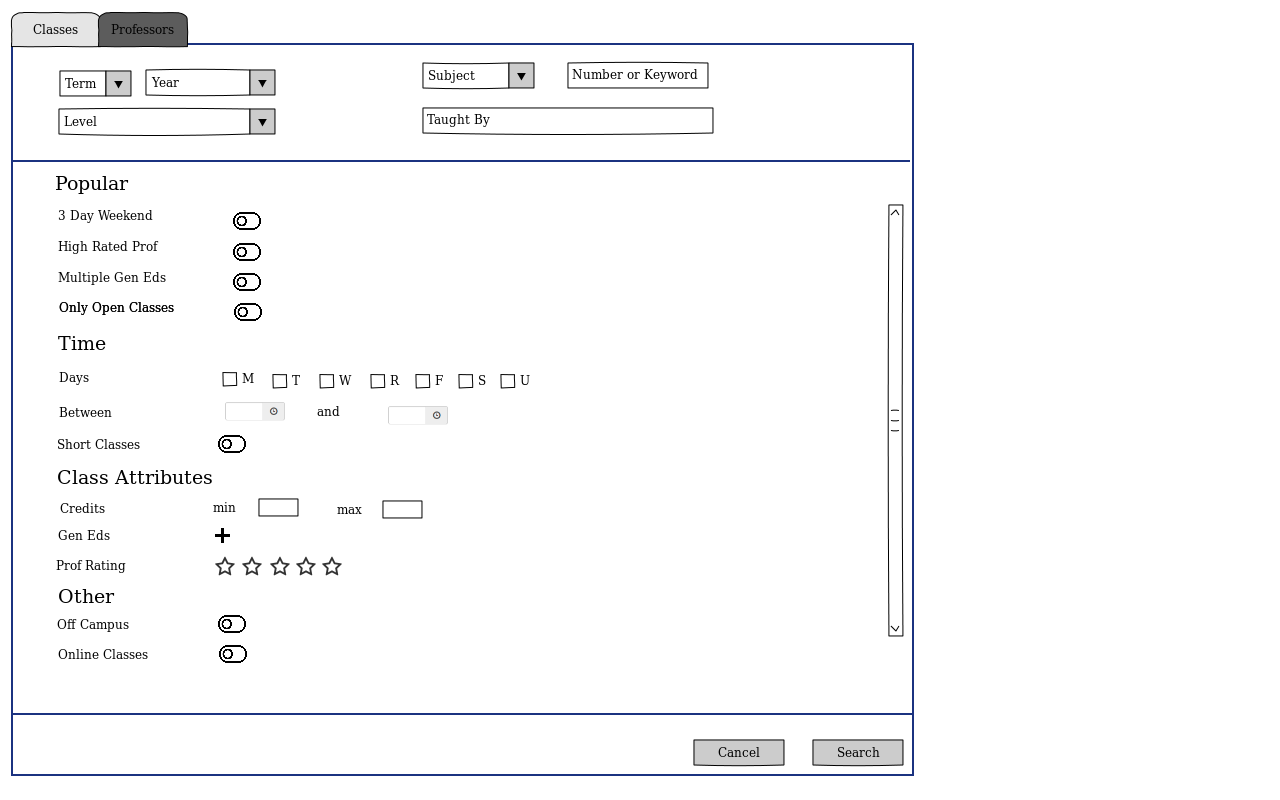 Classes Professors
Term Year Subject Number or Keyword
Level Taught By
Popular
3 Day Weekend
High Rated Prof
Multiple Gen Eds
Only Open Classes
Time
Days M T W R F S U
Between and
Short Classes
Class Attributes
Credits min max
Gen Eds
Prof Rating
Other
Off Campus
Online Classes
Cancel Search